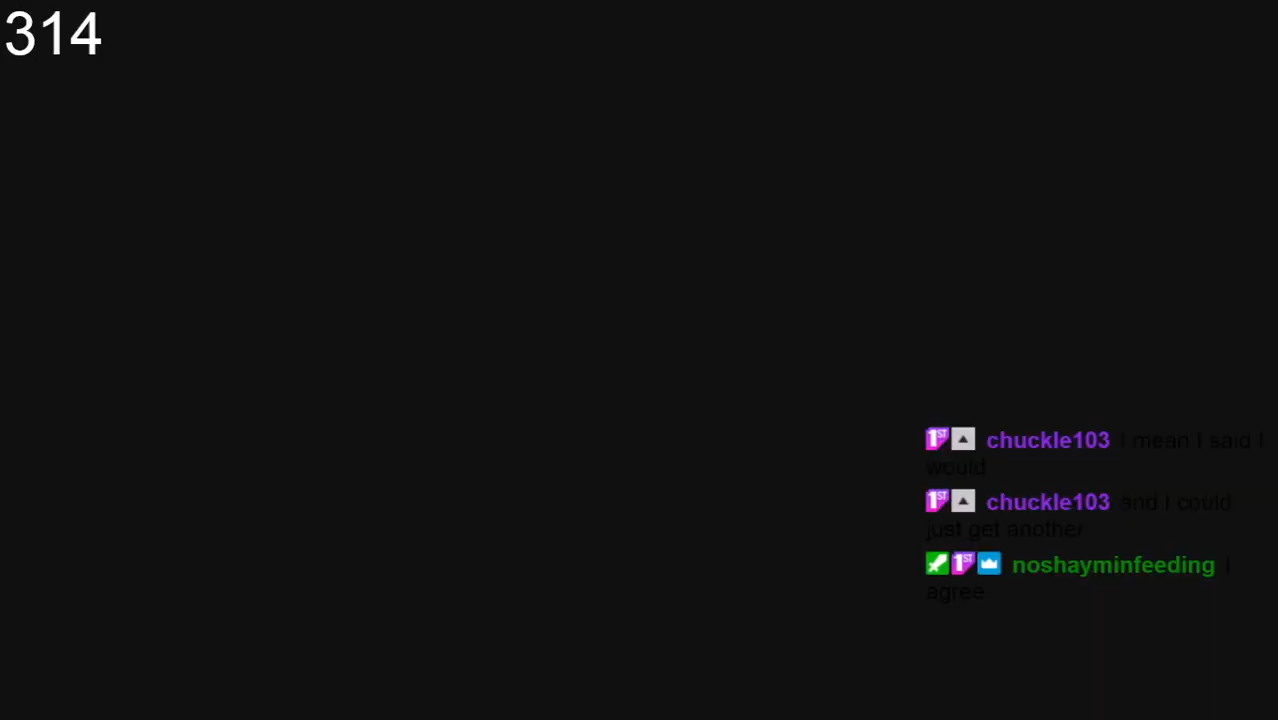 314
chuckle103 I mean I said I
would
chuckle103 and I could
just get another
noshayminfeeding I
agree